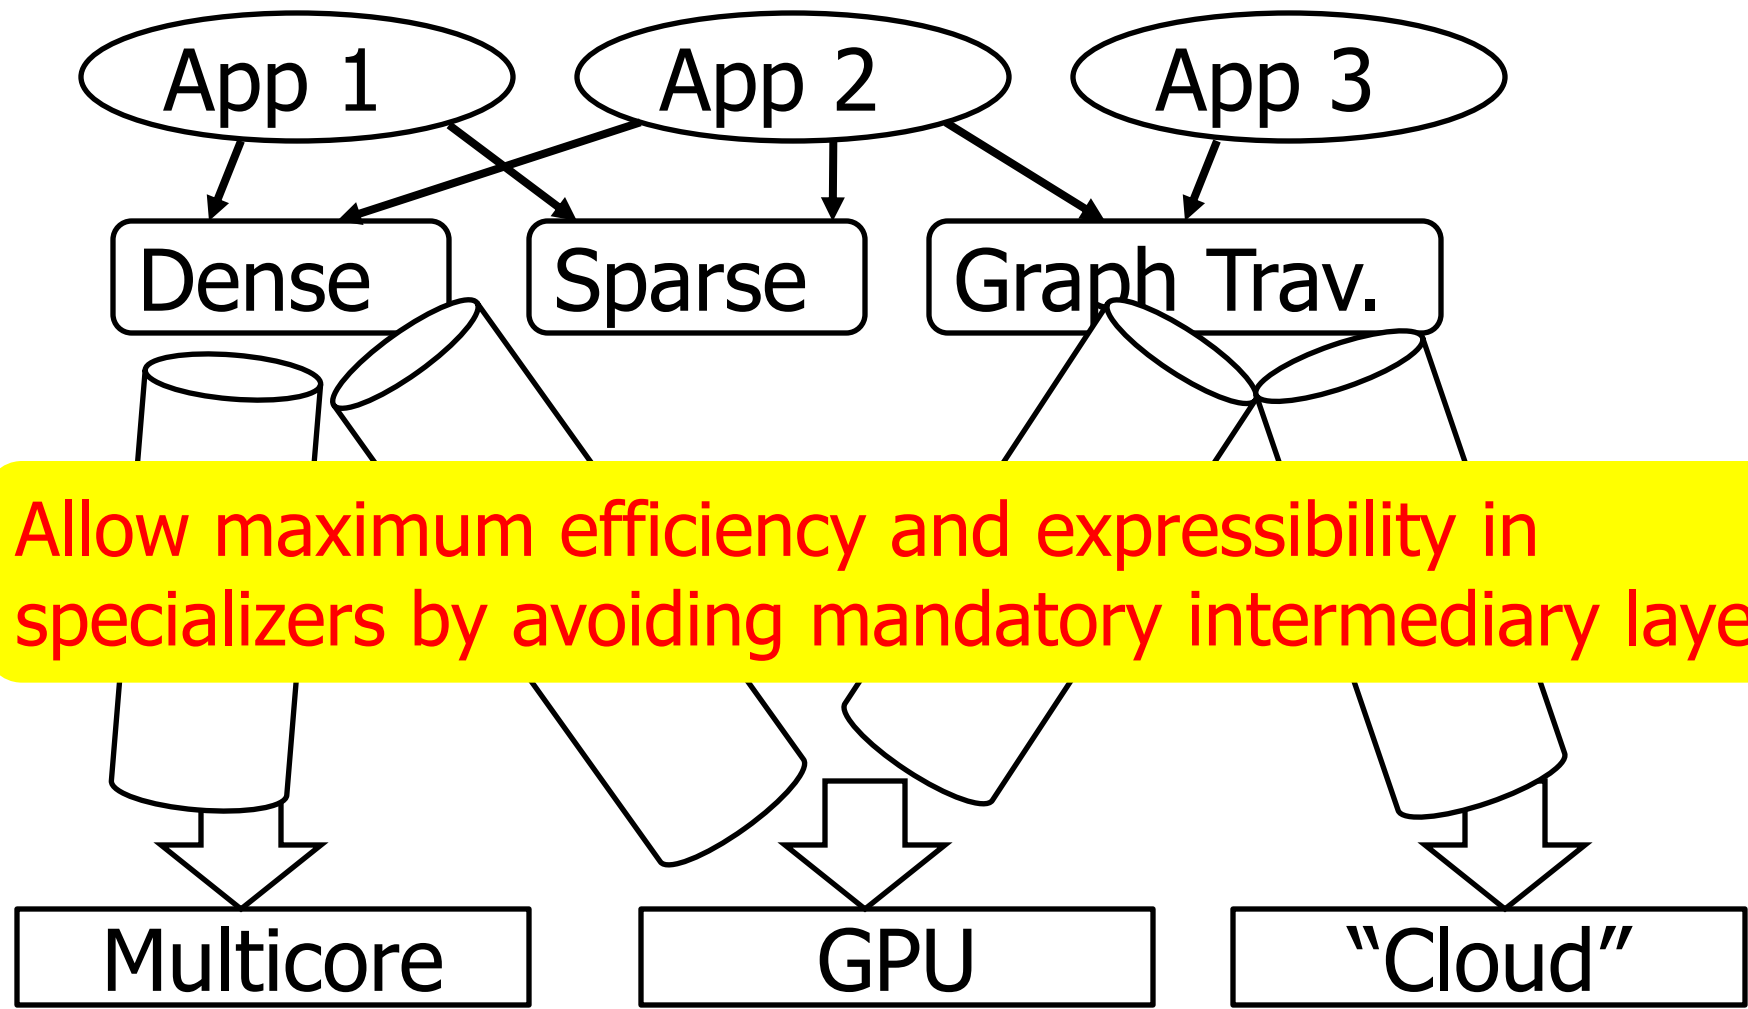 App 1 App 2 App 3
Dense Sparse Graph Trav.
Allow maximum efficiency and expressibility in
specializers by avoiding mandatory intermediary
Multicore GPU “Cloud”